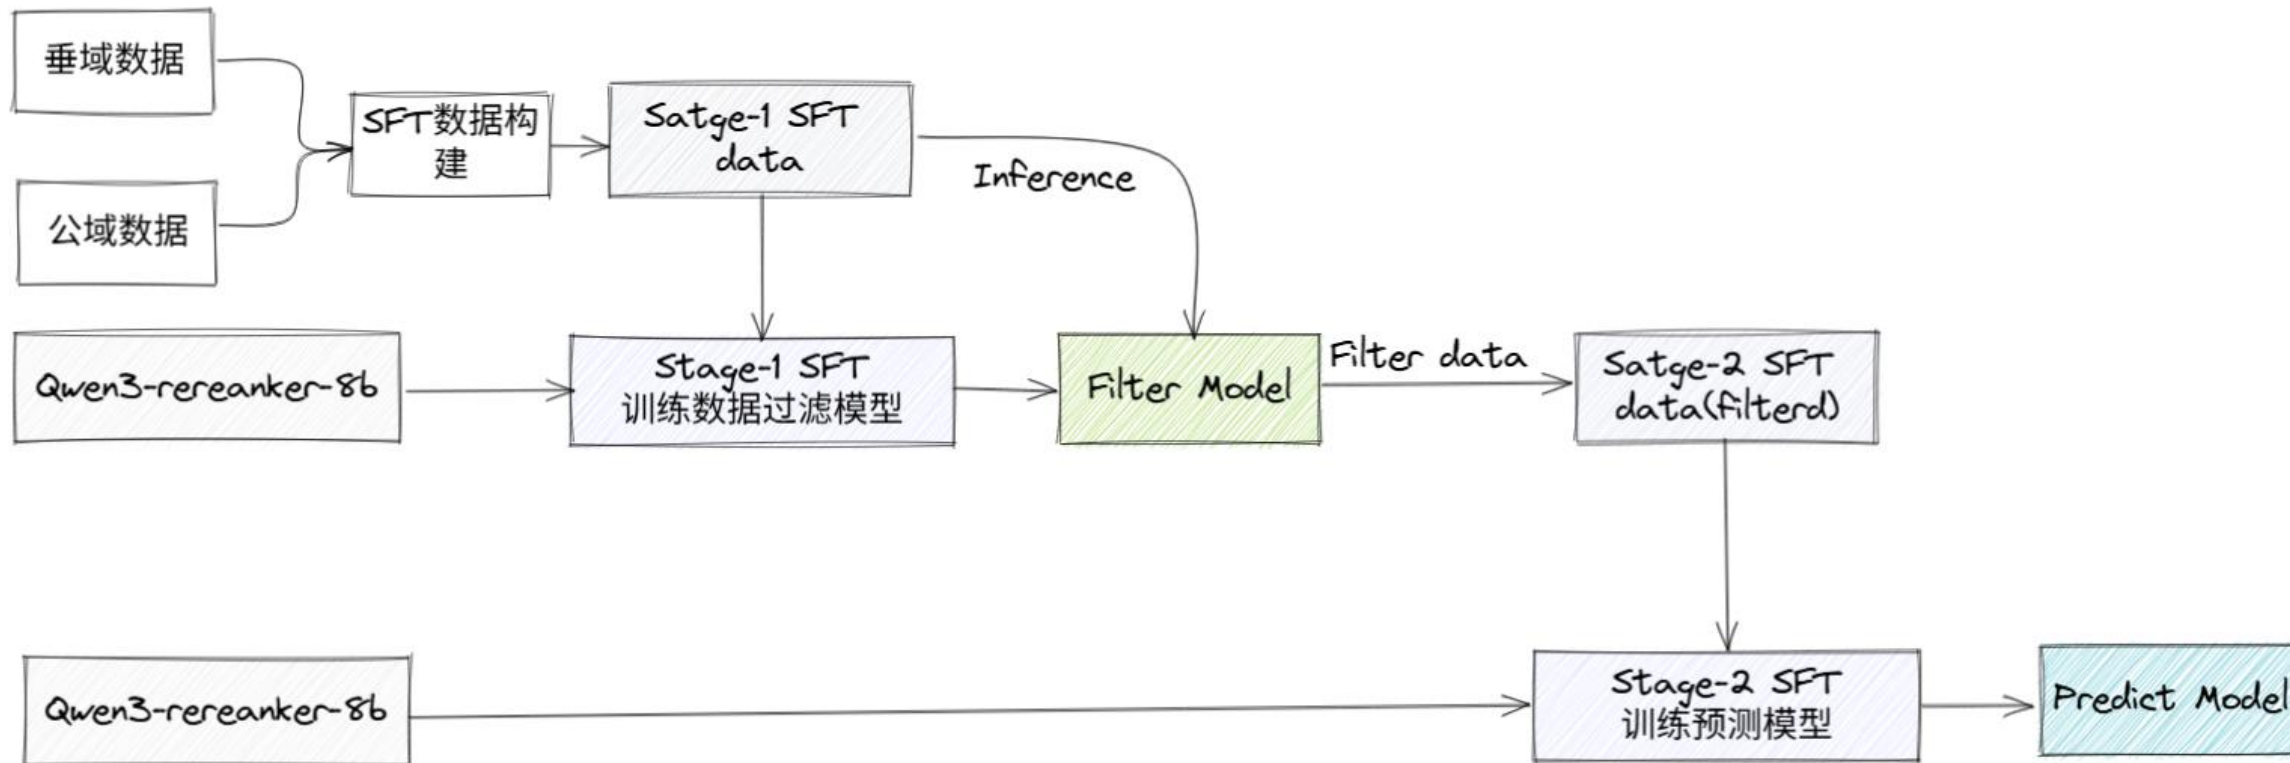 垂域数据
公域数据
SFT数据构
建
Satge-1 SFT
data
Inference
Qwen3-rereanker-8b
Stage-1 SFT
训练数据过滤模型
Filter Model
Filter data
Satge-2 SFT
data(filterd)
Qwen3-rereanker-8b
Stage-2 SFT
训练预测模型
Predict Model